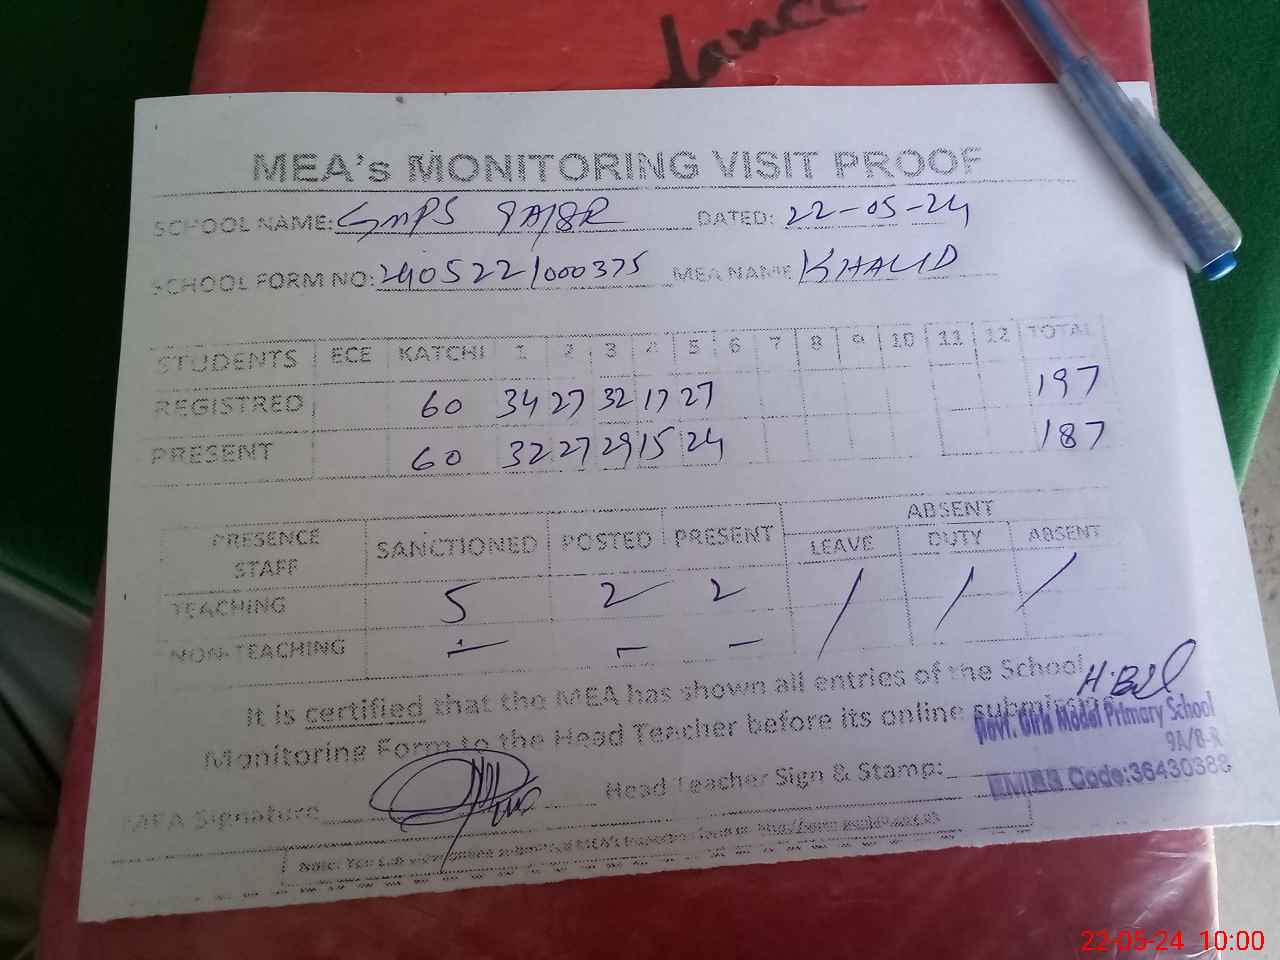 MEA's MONITORING VISIT PROOF
SCHOOL NAME: GMPS 9A/8R DATED: 22-05-24
SCHOOL FORM NO: 2405221000375 MEA NAME KHALID
STUDENTS ECE KATCHI 1 2 3 4 5 6 7 8 9 10 11 12 TOTAL
REGISTRED 60 34 27 32 17 27 197
PRESENT 60 32 27 29 15 24 187
ABSENT
PRESENCE STAFF SANCTIONED POSTED PRESENT LEAVE DUTY ABSENT
TEACHING 5 2 2 / / /
NON-TEACHING - - -
It is certified that the MEA has shown all entries of the School
Monitoring Form to the Head Teacher before its online submission
Govt. Girls Model Primary School
9A/8-R
MEA Signature Head Teacher Sign & Stamp:
EMIS Code:36430388
22-05-24 10:00